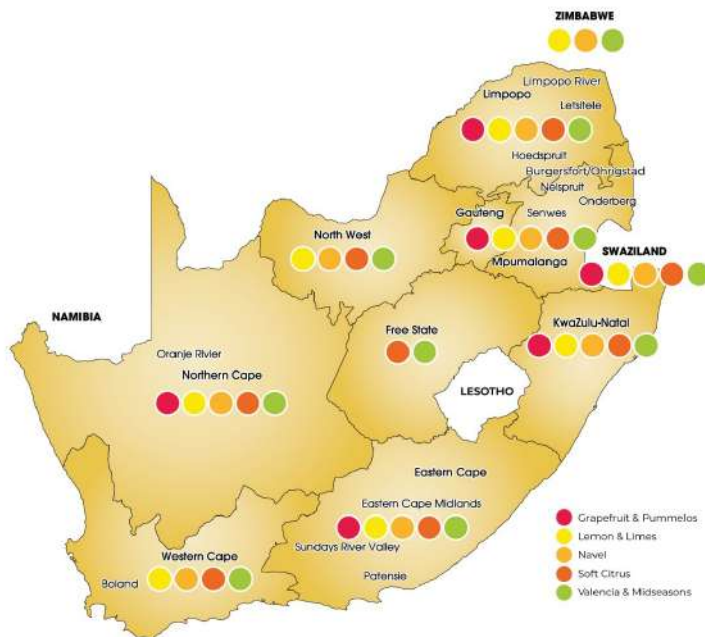 ZIMBABWE
Limpopo River
Limpopo
Letsitele
Hoedspruit
Burgersfort/Ohrigstad
Nelspruit
Onderberg
Gauteng
Senwes
Mpumalanga
SWAZILAND
North West
NAMIBIA
Free State
KwaZulu-Natal
Oranje Rivier
Northern Cape
LESOTHO
Eastern Cape
Eastern Cape Midlands
Sundays River Valley
Patensie
Western Cape
Boland
Grapefruit & Pummelos
Lemon & Limes
Navel
Soft Citrus
Valencia & Midseasons